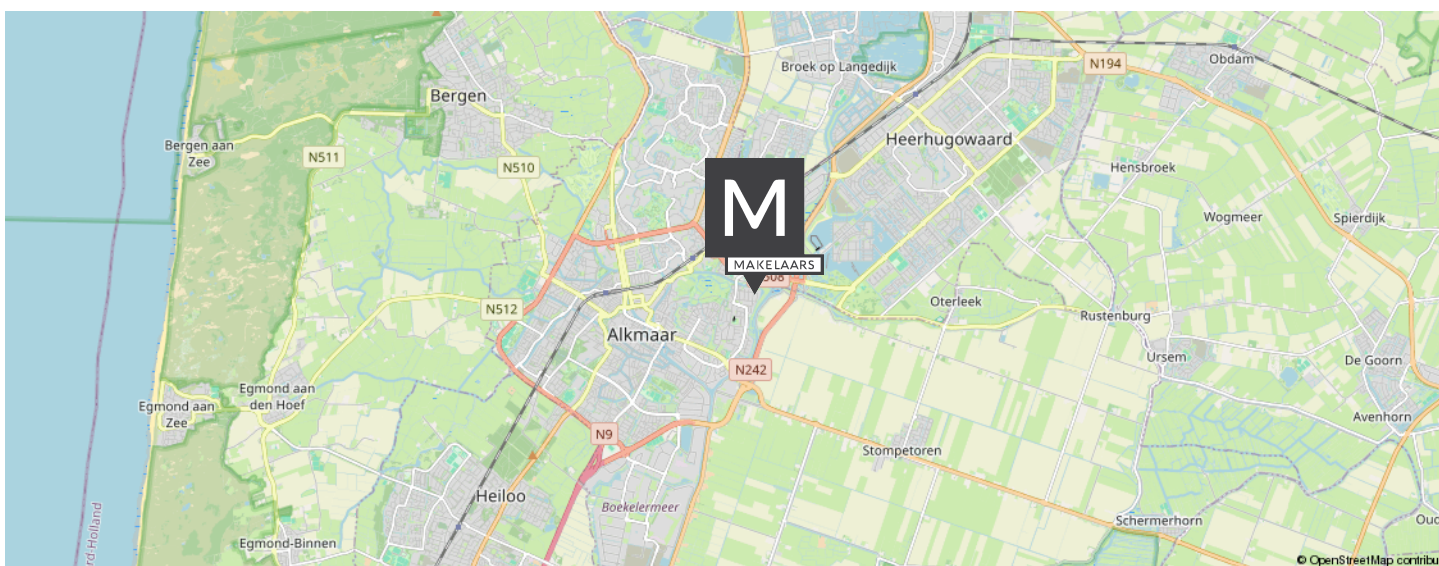 Broek op Langedijk
Obdam
N194
Bergen
Heerhugowaard
Bergen aan
Zee
N511
N510
Hensbroek
M
MAKELAARS
Wogmeer
Spierdijk
N512
Alkmaar
Oterleek
Rustenburg
Ursem
De Goorn
N242
Egmond aan
den Hoef
Egmond aan
Zee
Avenhorn
N9
Stompetoren
Heiloo
Boekelermeer
Schermerhorn
Egmond-Binnen
© OpenStreetMap contribu